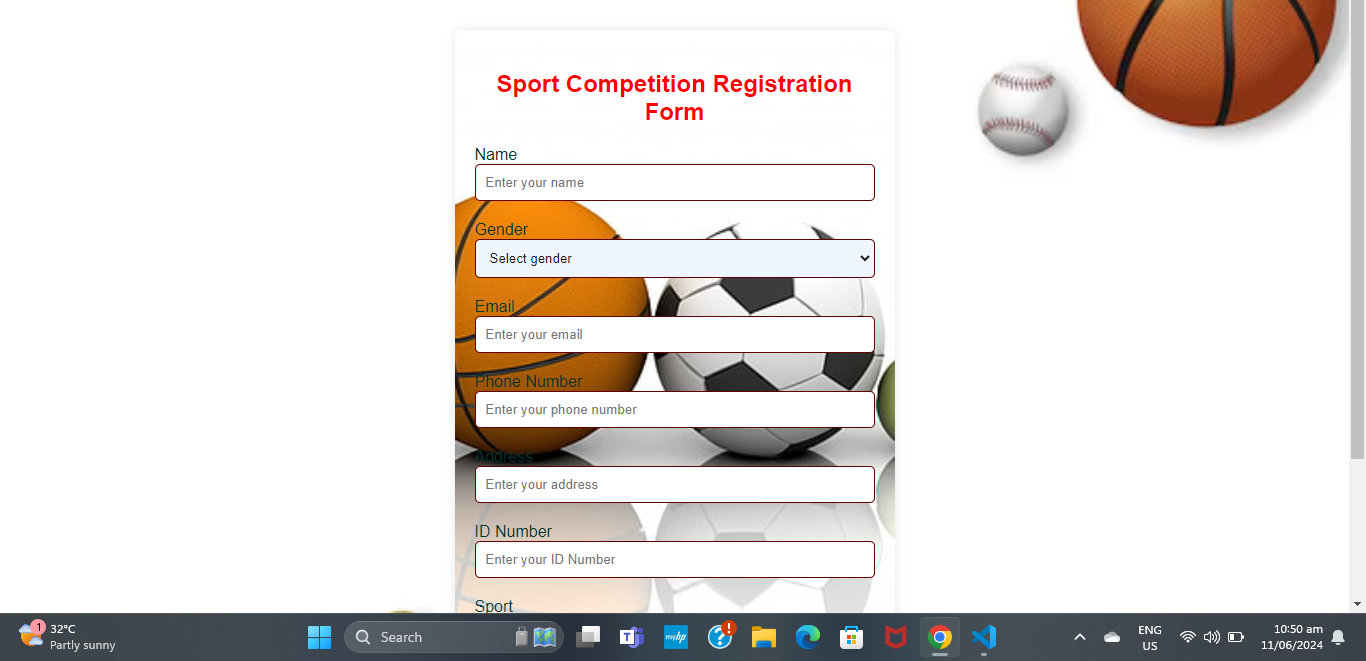 Sport Competition Registration
Form
Name
Enter your name
Gender
Select gender
Email
Enter your email
Phone Number
Enter your phone number
Address
Enter your address
ID Number
Enter your ID Number
Sport
1
32°C
Partly sunny
Search
myhp
ENG
US
10:50 am
11/06/2024